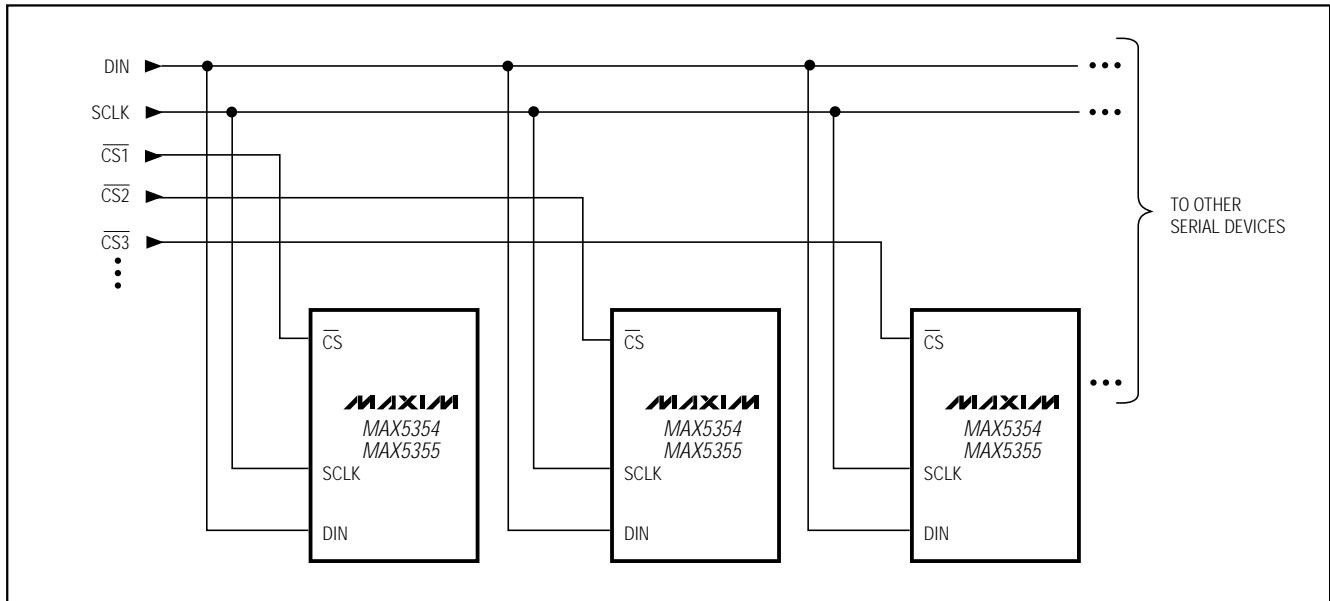 DIN
SCLK
CS1
CS2
CS3
TO OTHER
SERIAL DEVICES
CS
MAXIM
MAX5354
MAX5355
SCLK
DIN
CS
MAXIM
MAX5354
MAX5355
SCLK
DIN
CS
MAXIM
MAX5354
MAX5355
SCLK
DIN